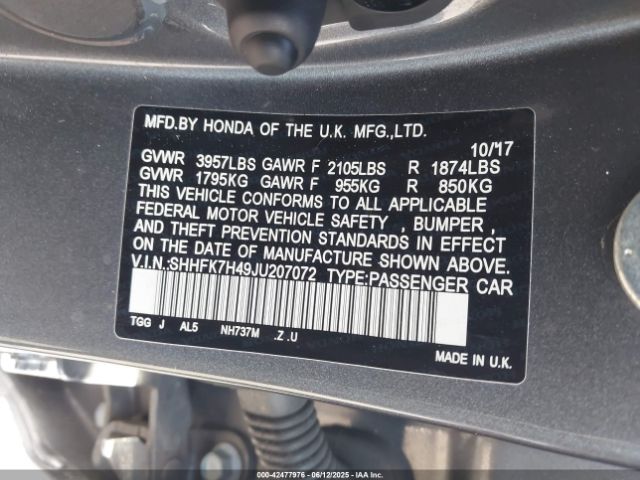 MFD.BY HONDA OF THE U.K. MFG.,LTD.
10/17
GVWR 3957LBS GAWR F 2105LBS R 1874LBS
GVWR 1795KG GAWR F 955KG R 850KG
THIS VEHICLE CONFORMS TO ALL APPLICABLE
FEDERAL MOTOR VEHICLE SAFETY , BUMPER ,
AND THEFT PREVENTION STANDARDS IN EFFECT
ON THE DATE OF MANUFACTURE SHOWN ABOVE.
V.I.N.:SHHFK7H49JU207072 TYPE:PASSENGER CAR
TGG J AL5 NH737M .Z .U
MADE IN U.K.
000-42477976 - 06/12/2025 - IAAI.COM